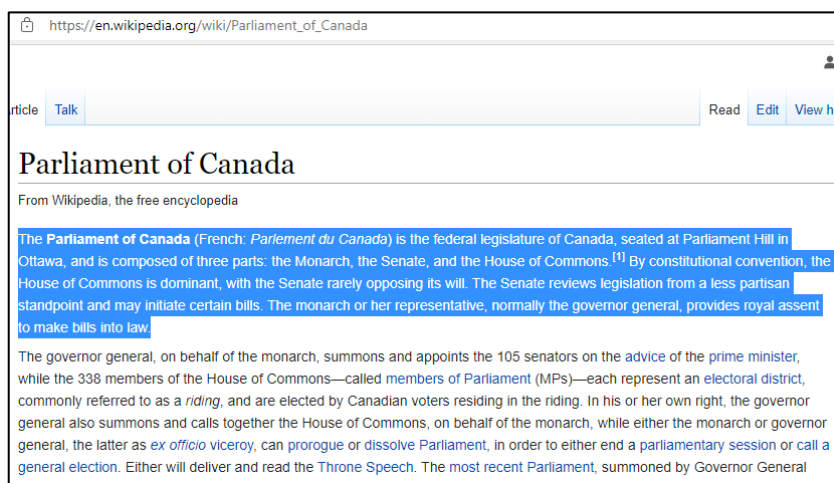 https://en.wikipedia.org/wiki/Parliament_of_Canada
rticle Talk Read Edit View h
Parliament of Canada
From Wikipedia, the free encyclopedia
The Parliament of Canada (French: Parlement du Canada) is the federal legislature of Canada, seated at Parliament Hill in
Ottawa, and is composed of three parts: the Monarch, the Senate, and the House of Commons.[1] By constitutional convention, the
House of Commons is dominant, with the Senate rarely opposing its will. The Senate reviews legislation from a less partisan
standpoint and may initiate certain bills. The monarch or her representative, normally the governor general, provides royal assent
to make bills into law.
The governor general, on behalf of the monarch, summons and appoints the 105 senators on the advice of the prime minister,
while the 338 members of the House of Commons—called members of Parliament (MPs)—each represent an electoral district,
commonly referred to as a riding, and are elected by Canadian voters residing in the riding. In his or her own right, the governor
general also summons and calls together the House of Commons, on behalf of the monarch, while either the monarch or governor
general, the latter as ex officio viceroy, can prorogue or dissolve Parliament, in order to either end a parliamentary session or call a
general election. Either will deliver and read the Throne Speech. The most recent Parliament, summoned by Governor General